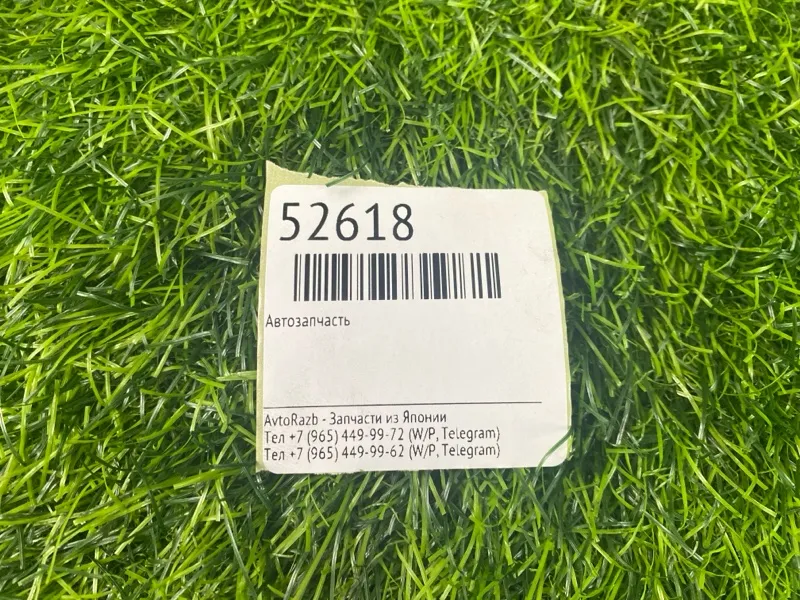 52618
Автозапчасть
AvtoRazb - Запчасти из Японии
Тел +7 (965) 449-99-72 (W/P, Telegram)
Тел +7 (965) 449-99-62 (W/P, Telegram)